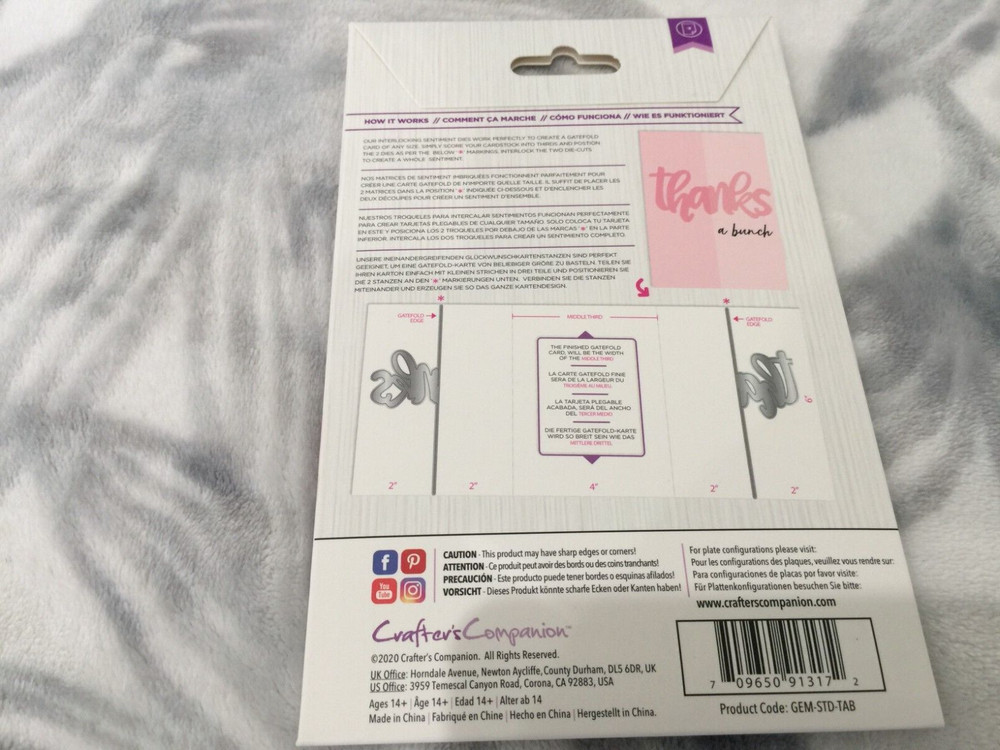 HOW IT WORKS // COMMENT ÇA MARCHE // CÓMO FUNCIONA // WIE ES FUNKTIONIERT
OUR INTERLOCKING SENTIMENT DIES WORK PERFECTLY TO CREATE A GATEFOLD
CARD OF ANY SIZE. SIMPLY SCORE YOUR CARDSTOCK INTO THIRDS AND POSTION
THE 2 DIES AS PER THE BELOW '*' MARKINGS. INTERLOCK THE TWO DIE-CUTS
TO CREATE A WHOLE SENTIMENT.
NOS MATRICES DE SENTIMENT IMBRIQUÉES FONCTIONNENT PARFAITEMENT POUR
CRÉER UNE CARTE GATEFOLD DE N'IMPORTE QUELLE TAILLE. IL SUFFIT DE PLACER LES
2 MATRICES DANS LA POSITION '*' INDIQUÉE CI-DESSOUS ET D'ENCLENCHER LES
DEUX DÉCOUPES POUR CRÉER UN SENTIMENT D'ENSEMBLE.
NUESTROS TROQUELES PARA INTERCALAR SENTIMIENTOS FUNCIONAN PERFECTAMENTE
PARA CREAR TARJETAS PLEGABLES DE CUALQUIER TAMAÑO. SOLO COLOCA TU TARJETA
EN ESTE Y POSICIONA LOS 2 TROQUELES POR DEBAJO DE LAS MARCAS '*' EN LA PARTE
INFERIOR. INTERCALA LOS DOS TROQUELES PARA CREAR UN SENTIMIENTO COMPLETO.
UNSERE INEINANDERGREIFENDEN GLÜCKWUNSCHKARTENSTANZEN SIND PERFEKT
GEEIGNET, UM EINE GATEFOLD-KARTE VON BELIEBIGER GRÖßE ZU BASTELN. TEILEN SIE
IHREN KARTON EINFACH MIT KLEINEN STRICHEN IN DREI TEILE UND POSITIONIEREN SIE
DIE 2 STANZEN AN DEN '*' MARKIERUNGEN UNTEN. VERBINDEN SIE DIE STANZEN
MITEINANDER UND ERZEUGEN SIE SO DAS GANZE KARTENDESIGN.
thanks
a bunch
*
*
GATEFOLD
EDGE
MIDDLE THIRD
GATEFOLD
EDGE
THE FINISHED GATEFOLD
CARD, WILL BE THE WIDTH
OF THE MIDDLE THIRD
LA CARTE GATEFOLD FINIE
SERA DE LA LARGEUR DU
TROISIÈME AU MILIEU.
LA TARJETA PLEGABLE
ACABADA, SERÁ DEL ANCHO
DEL TERCER MEDIO
DIE FERTIGE GATEFOLD-KARTE
WIRD SO BREIT SEIN WIE DAS
MITTLERE DRITTEL
nks
tha
6"
2" 2" 4" 2" 2"
You
Tube
CAUTION - This product may have sharp edges or corners!
ATTENTION - Ce produit peut avoir des bords ou des coins tranchants!
PRECAUCIÓN - Este producto puede tener bordes o esquinas afilados!
VORSICHT - Dieses Produkt könnte scharfe Ecken oder Kanten haben!
For plate configurations please visit:
Pour les configurations des plaques, veuillez vous rendre sur:
Para configuraciones de placas por favor visite:
Für Plattenkonfigurationen besuchen Sie bitte:
www.crafterscompanion.com
Crafter's Companion™
©2020 Crafter's Companion. All Rights Reserved.
UK Office: Horndale Avenue, Newton Aycliffe, County Durham, DL5 6DR, UK
US Office: 3959 Temescal Canyon Road, Corona, CA 92883, USA
Ages 14+ | Âge 14+ | Edad 14+ | Alter ab 14
Made in China | Fabriqué en Chine | Hecho en China | Hergestellt in China.
7 09650 91317 2
Product Code: GEM-STD-TAB